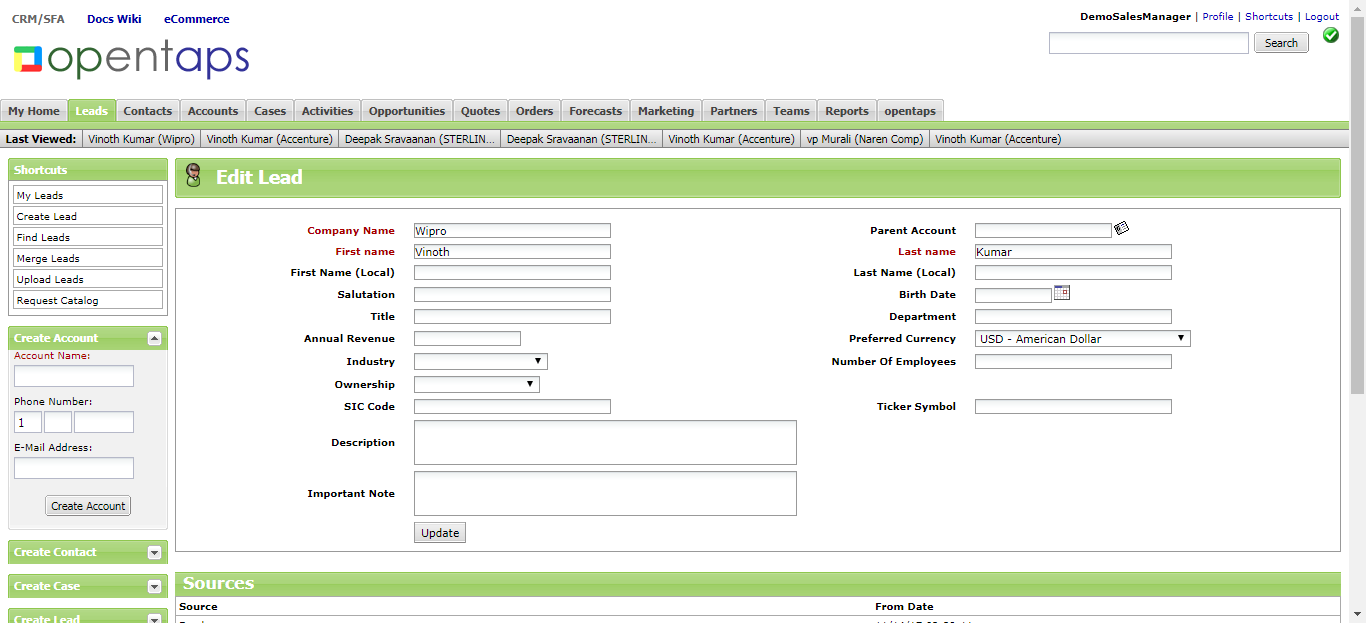 CRM/SFA Docs Wiki eCommerce
DemoSalesManager | Profile | Shortcuts | Logout
opentaps
Search
My Home Leads Contacts Accounts Cases Activities Opportunities Quotes Orders Forecasts Marketing Partners Teams Reports opentaps
Last Viewed: Vinoth Kumar (Wipro) Vinoth Kumar (Accenture) Deepak Sravaanan (STERLIN... Deepak Sravaanan (STERLIN... Vinoth Kumar (Accenture) vp Murali (Naren Comp) Vinoth Kumar (Accenture)
Shortcuts
My Leads
Create Lead
Find Leads
Merge Leads
Upload Leads
Request Catalog
Create Account
Account Name:
Phone Number:
1
E-Mail Address:
Create Account
Create Contact
Create Case
Create Lead
Edit Lead
Company Name Wipro Parent Account
First name Vinoth Last name Kumar
First Name (Local) Last Name (Local)
Salutation Birth Date
Title Department
Annual Revenue Preferred Currency USD - American Dollar
Industry Number Of Employees
Ownership
SIC Code Ticker Symbol
Description
Important Note
Update
Sources
Source From Date